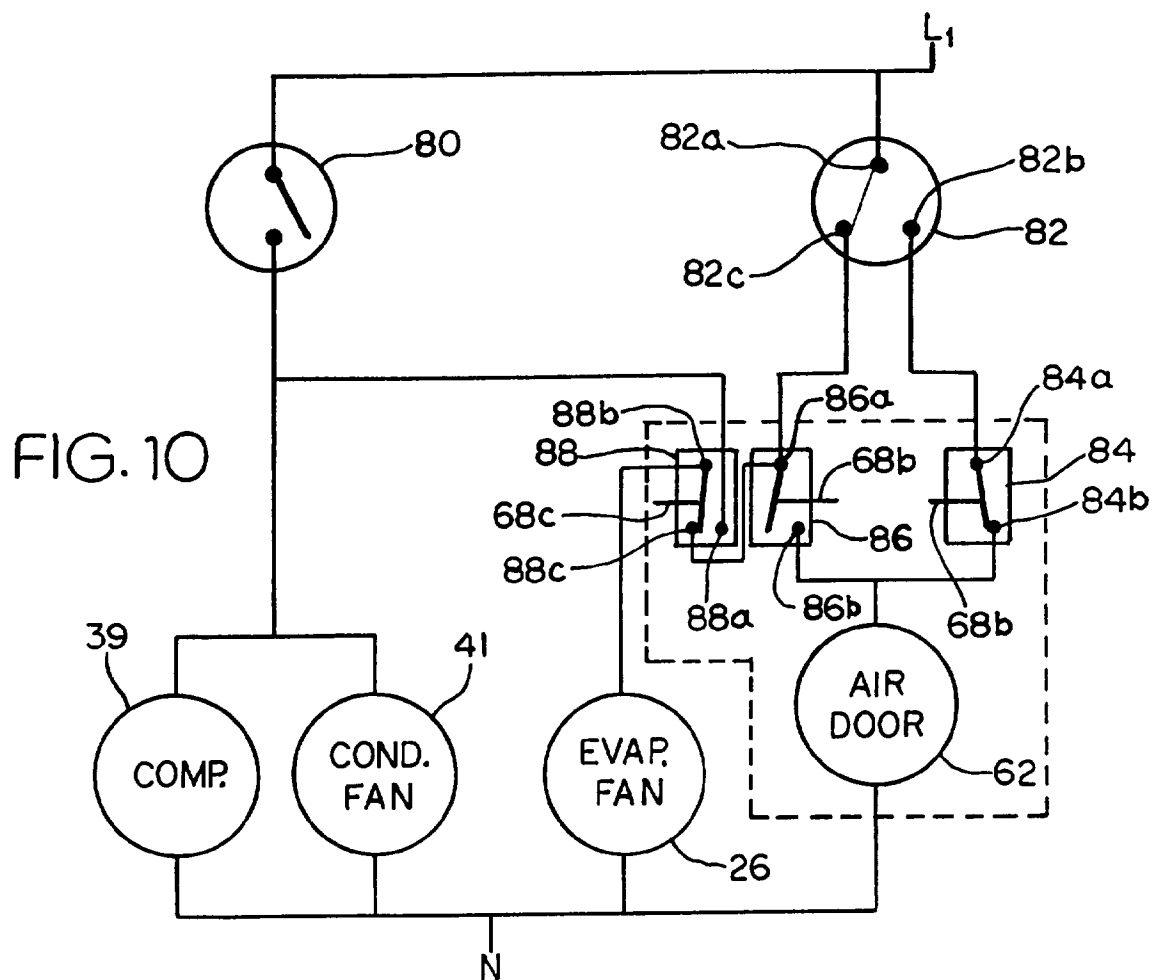 L1
80
82a
82b
82
82c
84a
86a
88b
88
68b
84
FIG. 10
68c
84b
86
88c
88a
86b
68b
39
41
AIR
DOOR
COMP.
COND.
FAN
EVAP.
FAN
62
26
N